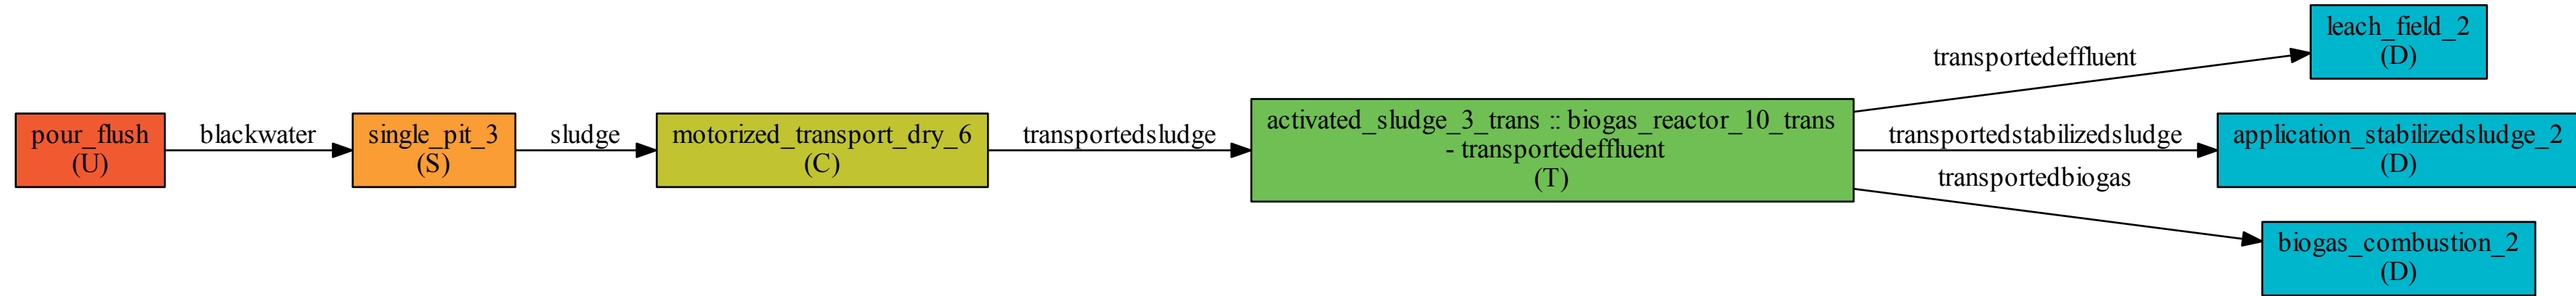 pour_flush
(U)
blackwater
single_pit_3
(S)
sludge
motorized_transport_dry_6
(C)
transportedsludge
activated_sludge_3_trans :: biogas_reactor_10_trans
- transportedeffluent
(T)
transportedeffluent
transportedstabilizedsludge
transportedbiogas
leach_field_2
(D)
application_stabilizedsludge_2
(D)
biogas_combustion_2
(D)